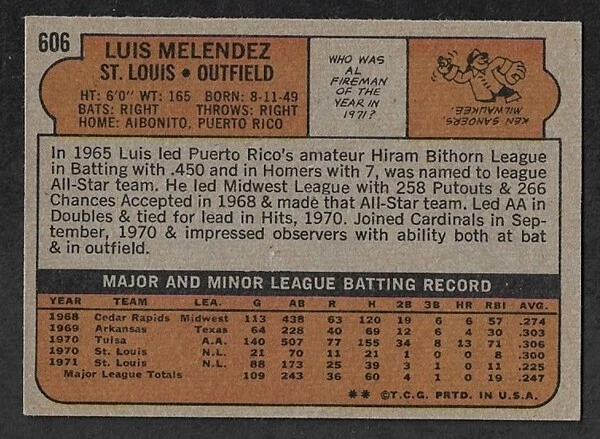 606
LUIS MELENDEZ
ST. LOUIS • OUTFIELD
HT: 6'0" WT: 165 BORN: 8-11-49
BATS: RIGHT THROWS: RIGHT
HOME: AIBONITO, PUERTO RICO
WHO WAS
AL
FIREMAN
OF THE
YEAR IN
1971?
KEN SANDERS,
MILWAUKEE.
In 1965 Luis led Puerto Rico's amateur Hiram Bithorn League
in Batting with .450 and in Homers with 7, was named to league
All-Star team. He led Midwest League with 258 Putouts & 266
Chances Accepted in 1968 & made that All-Star team. Led AA in
Doubles & tied for lead in Hits, 1970. Joined Cardinals in Sep-
tember, 1970 & impressed observers with ability both at bat
& in outfield.
MAJOR AND MINOR LEAGUE BATTING RECORD
YEAR TEAM LEA. G AB R H 2B 3B HR RBI AVG.
1968 Cedar Rapids Midwest 113 438 63 120 19 6 6 57 .274
1969 Arkansas Texas 64 228 40 69 12 6 4 30 .303
1970 Tulsa A.A. 140 507 77 155 34 8 13 71 .306
1970 St. Louis N.L. 21 70 11 21 1 0 0 8 .300
1971 St. Louis N.L. 88 173 25 39 3 1 0 11 .225
Major League Totals 109 243 36 60 4 1 0 19 .247
** ©T.C.G. PRTD. IN U.S.A.